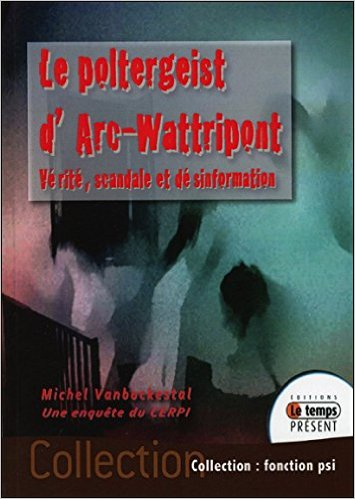 Le poltergeist
d' Arc-Wattripont
Vé rité, scandale et dé sinformation
Michel Vanbockestal
Une enquête du CERPI
EDITIONS
Le temps
PRÉSENT
Collection
Collection : fonction psi